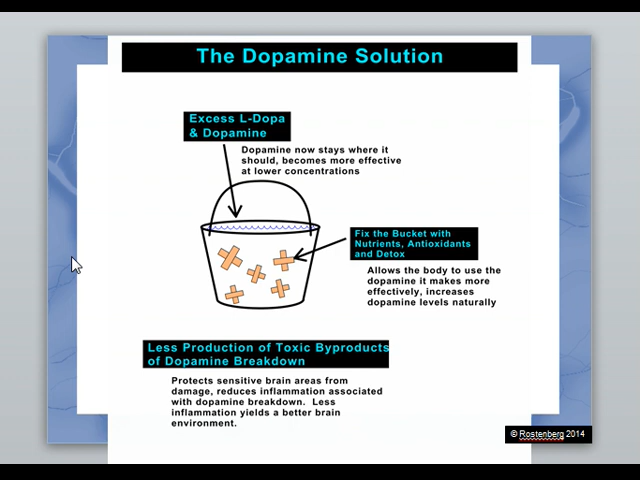 The Dopamine Solution
Excess L-Dopa
& Dopamine
Dopamine now stays where it
should, becomes more effective
at lower concentrations
Fix the Bucket with
Nutrients, Antioxidants
and Detox
Allows the body to use the
dopamine it makes more
effectively, increases
dopamine levels naturally
Less Production of Toxic Byproducts
of Dopamine Breakdown
Protects sensitive brain areas from
damage, reduces inflammation associated
with dopamine breakdown. Less
inflammation yields a better brain
environment.
© Rostenberg 2014